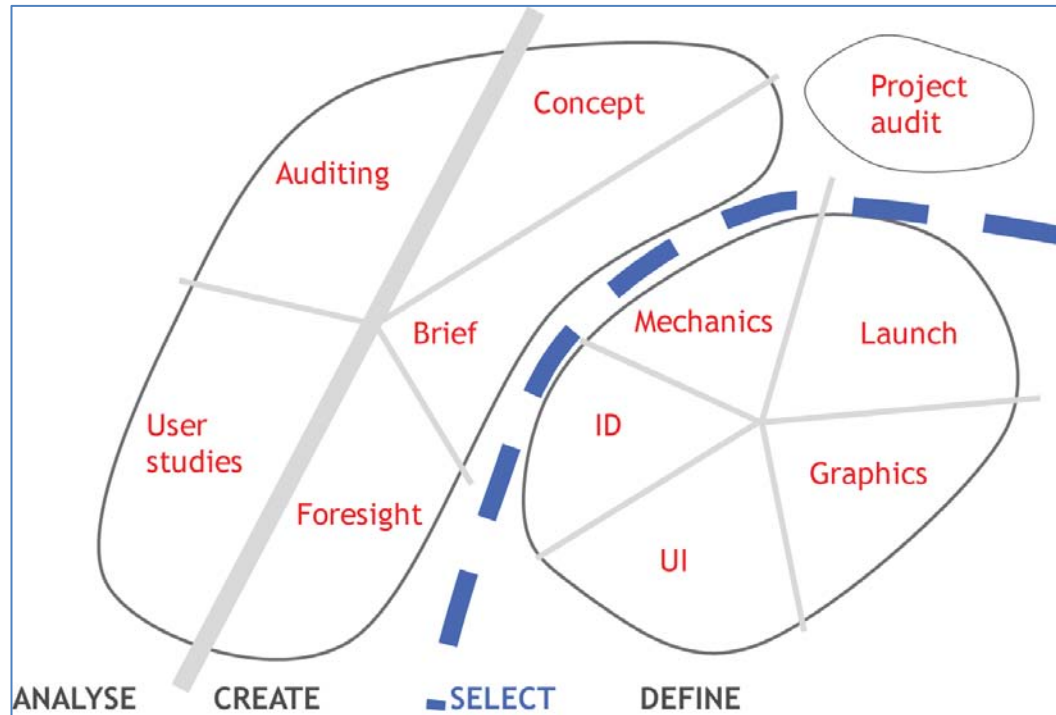 Concept
Project
audit
Auditing
Brief
Mechanics
Launch
User
studies
ID
Graphics
Foresight
UI
ANALYSE CREATE SELECT DEFINE